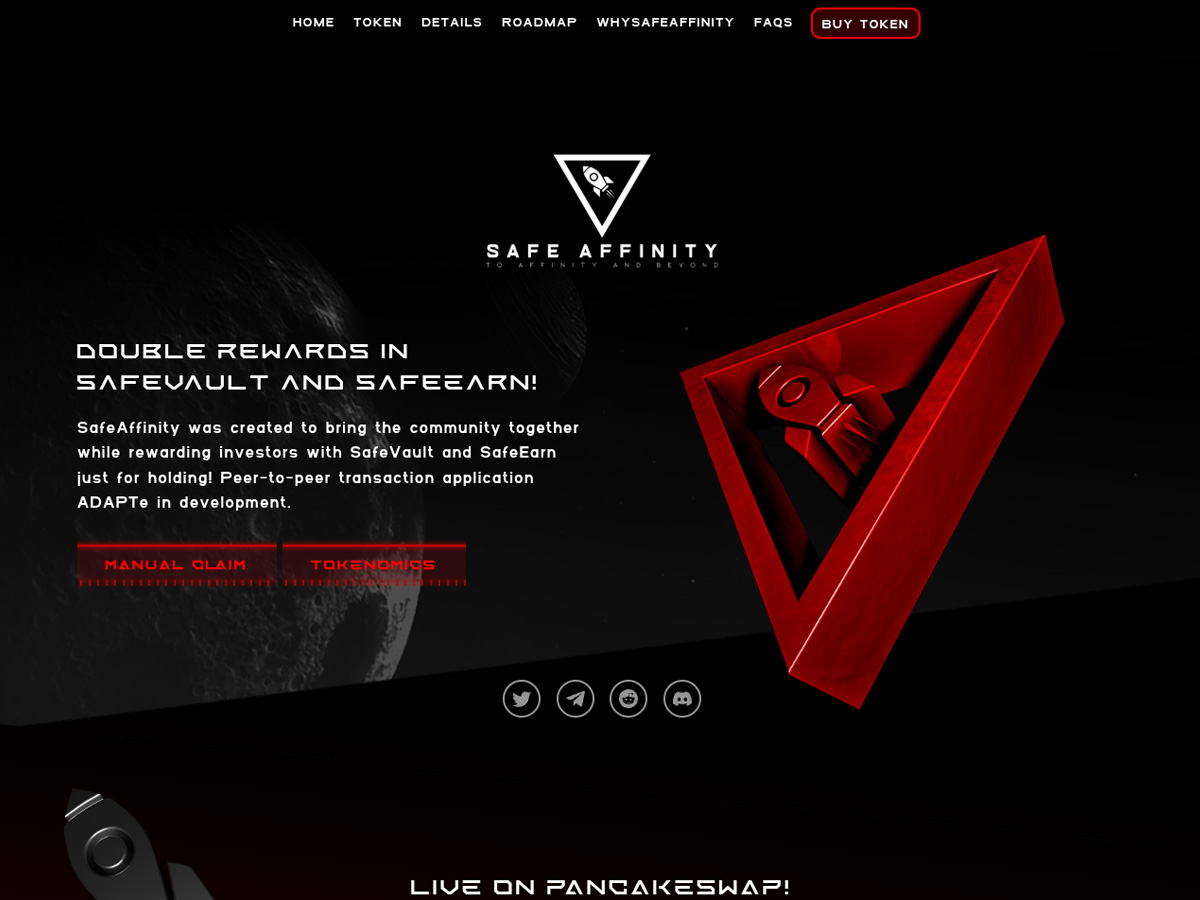 HOME TOKEN DETAILS ROADMAP WHYSAFEAFFINITY FAQS BUY TOKEN
SAFE AFFINITY
TO AFFINITY AND BEYOND
DOUBLE REWARDS IN
SAFEVAULT AND SAFEEARN!
SafeAffinity was created to bring the community together
while rewarding investors with SafeVault and SafeEarn
just for holding! Peer-to-peer transaction application
ADAPTe in development.
MANUAL CLAIM TOKENOMICS
LIVE ON PANCAKESWAP!